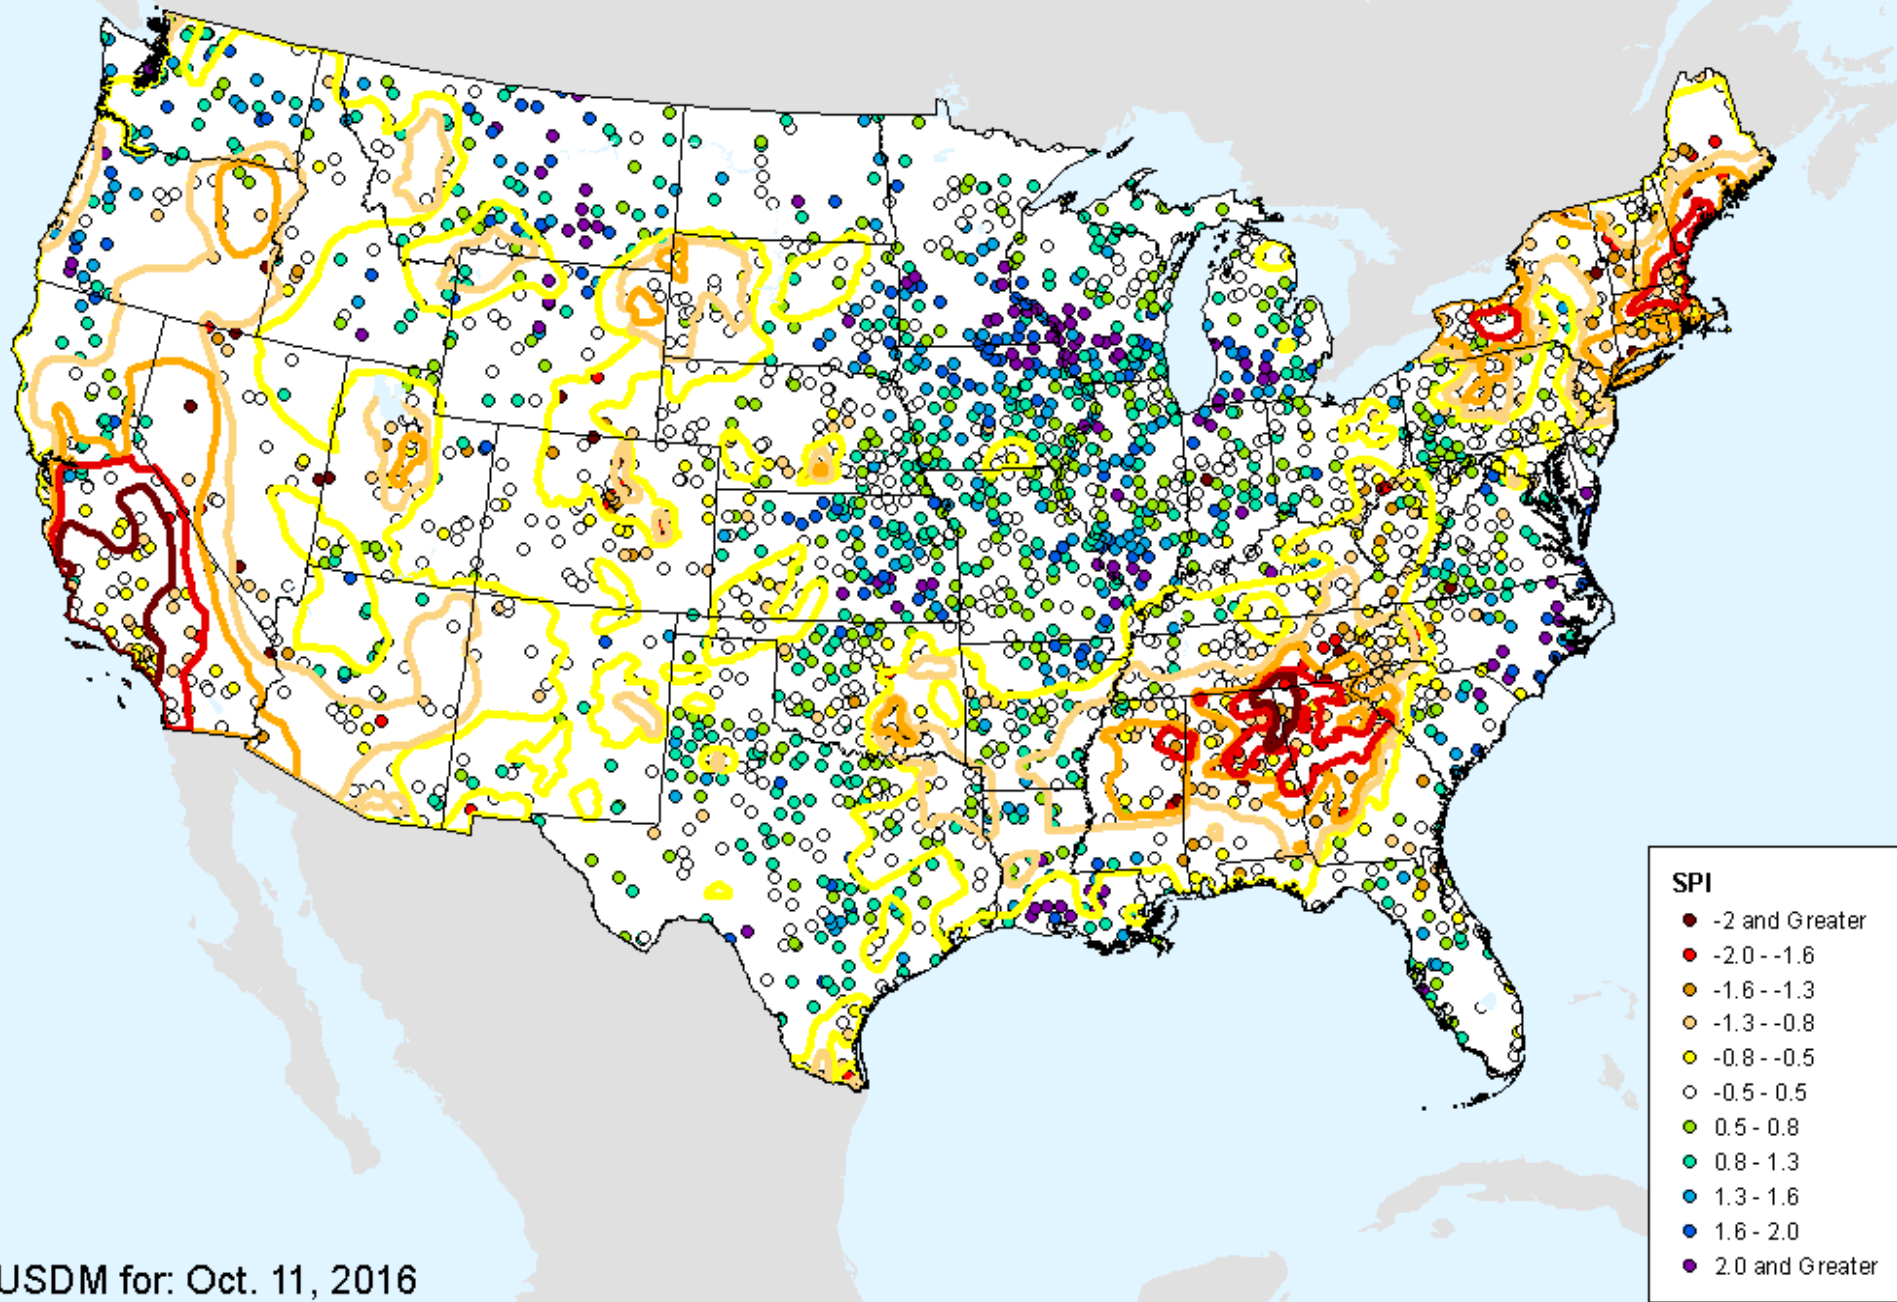 SPI
-2 and Greater
-2.0 - -1.6
-1.6 - -1.3
-1.3 - -0.8
-0.8 - -0.5
-0.5 - 0.5
0.5 - 0.8
0.8 - 1.3
1.3 - 1.6
1.6 - 2.0
2.0 and Greater
USDM for: Oct. 11, 2016